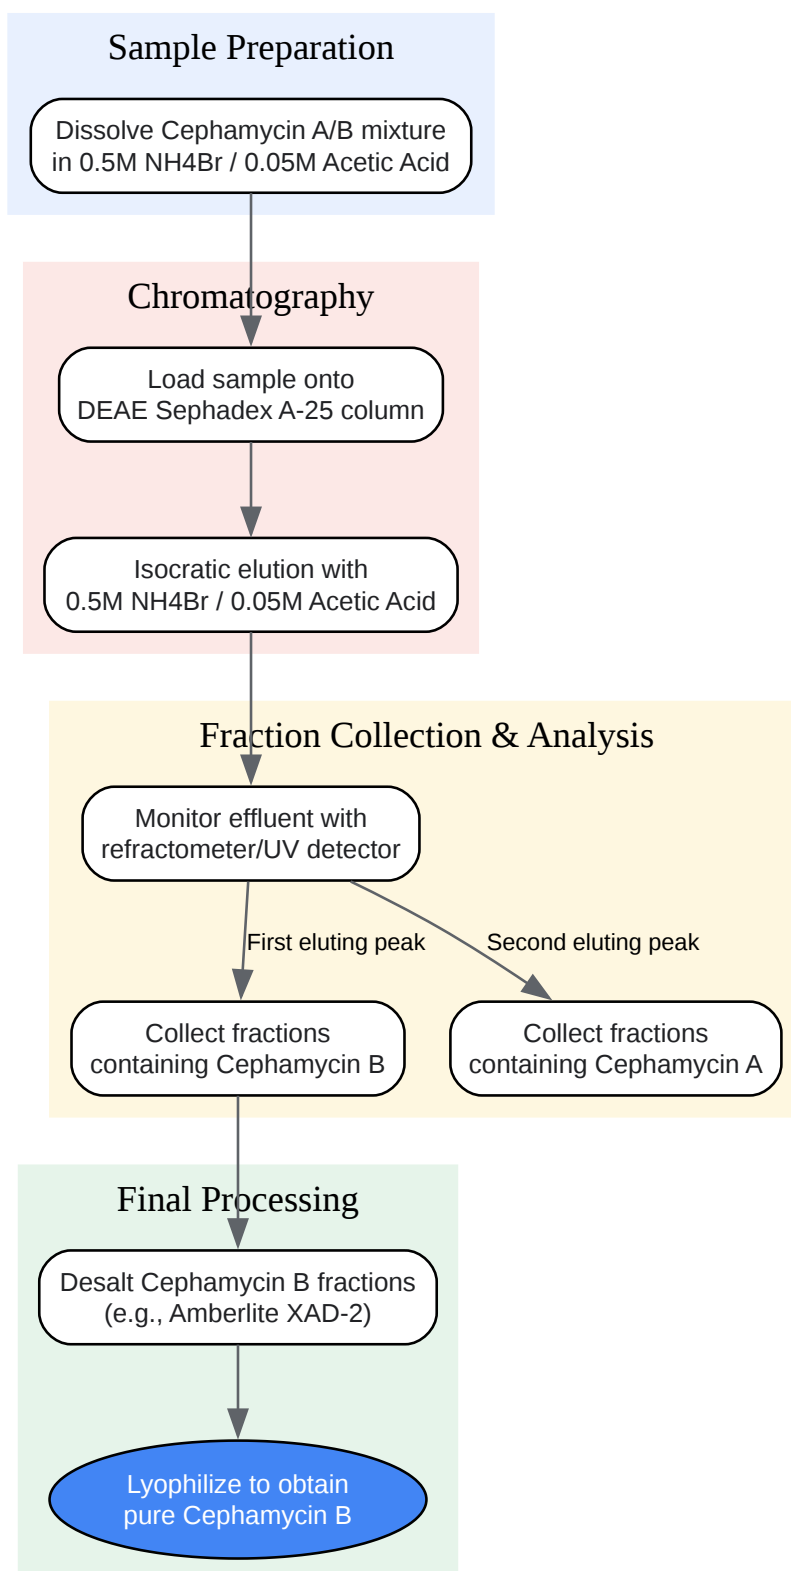 Sample Preparation
Dissolve Cephamycin A/B mixture
in 0.5M NH4Br / 0.05M Acetic Acid
Chromatography
Load sample onto
DEAE Sephadex A-25 column
Isocratic elution with
0.5M NH4Br / 0.05M Acetic Acid
Fraction Collection & Analysis
Monitor effluent with
refractometer/UV detector
First eluting peak
Second eluting peak
Collect fractions
containing Cephamycin B
Collect fractions
containing Cephamycin A
Final Processing
Desalt Cephamycin B fractions
(e.g., Amberlite XAD-2)
Lyophilize to obtain
pure Cephamycin B